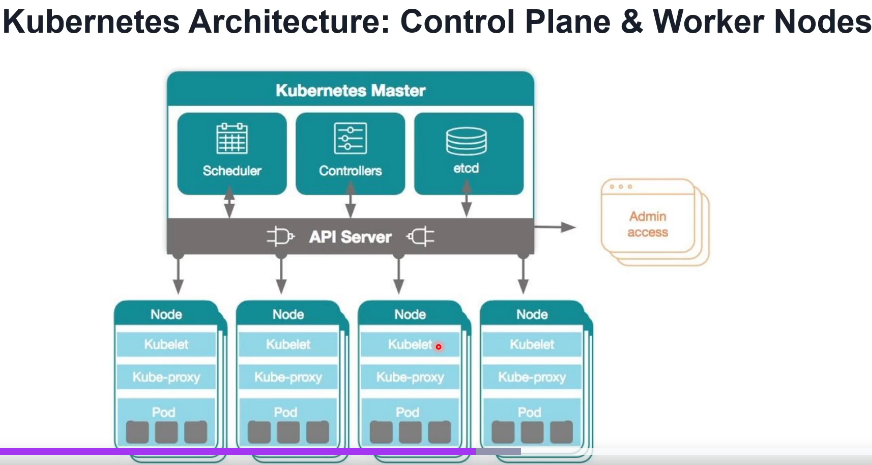 Kubernetes Architecture: Control Plane & Worker Nodes
Kubernetes Master
Scheduler
Controllers
etcd
API Server
Admin
access
Node
Kubelet
Kube-proxy
Pod
Node
Kubelet
Kube-proxy
Pod
Node
Kubelet
Kube-proxy
Pod
Node
Kubelet
Kube-proxy
Pod